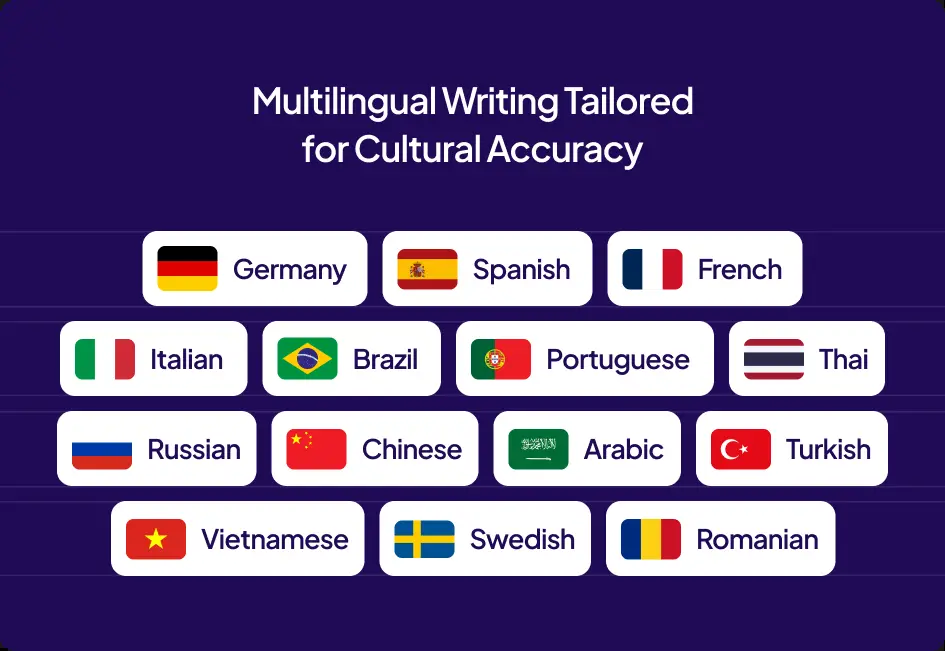 Multilingual Writing Tailored
for Cultural Accuracy
Germany
Spanish
French
Italian
Brazil
Portuguese
Thai
Russian
Chinese
Arabic
Turkish
Vietnamese
Swedish
Romanian